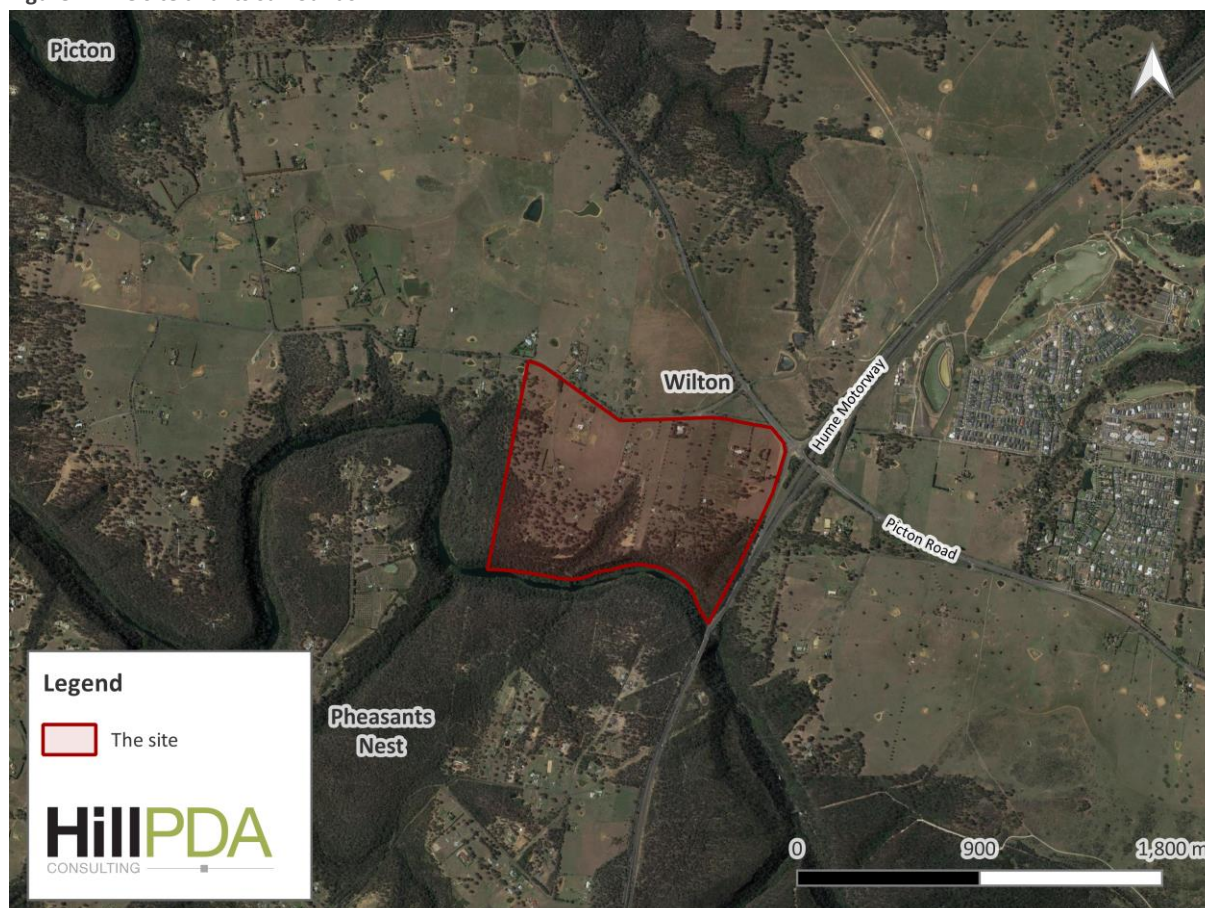 Picton
Wilton
Hume Motorway
Picton Road
Pheasants
Nest
Legend
The site
HillPDA
CONSULTING
0 900 1,800 m